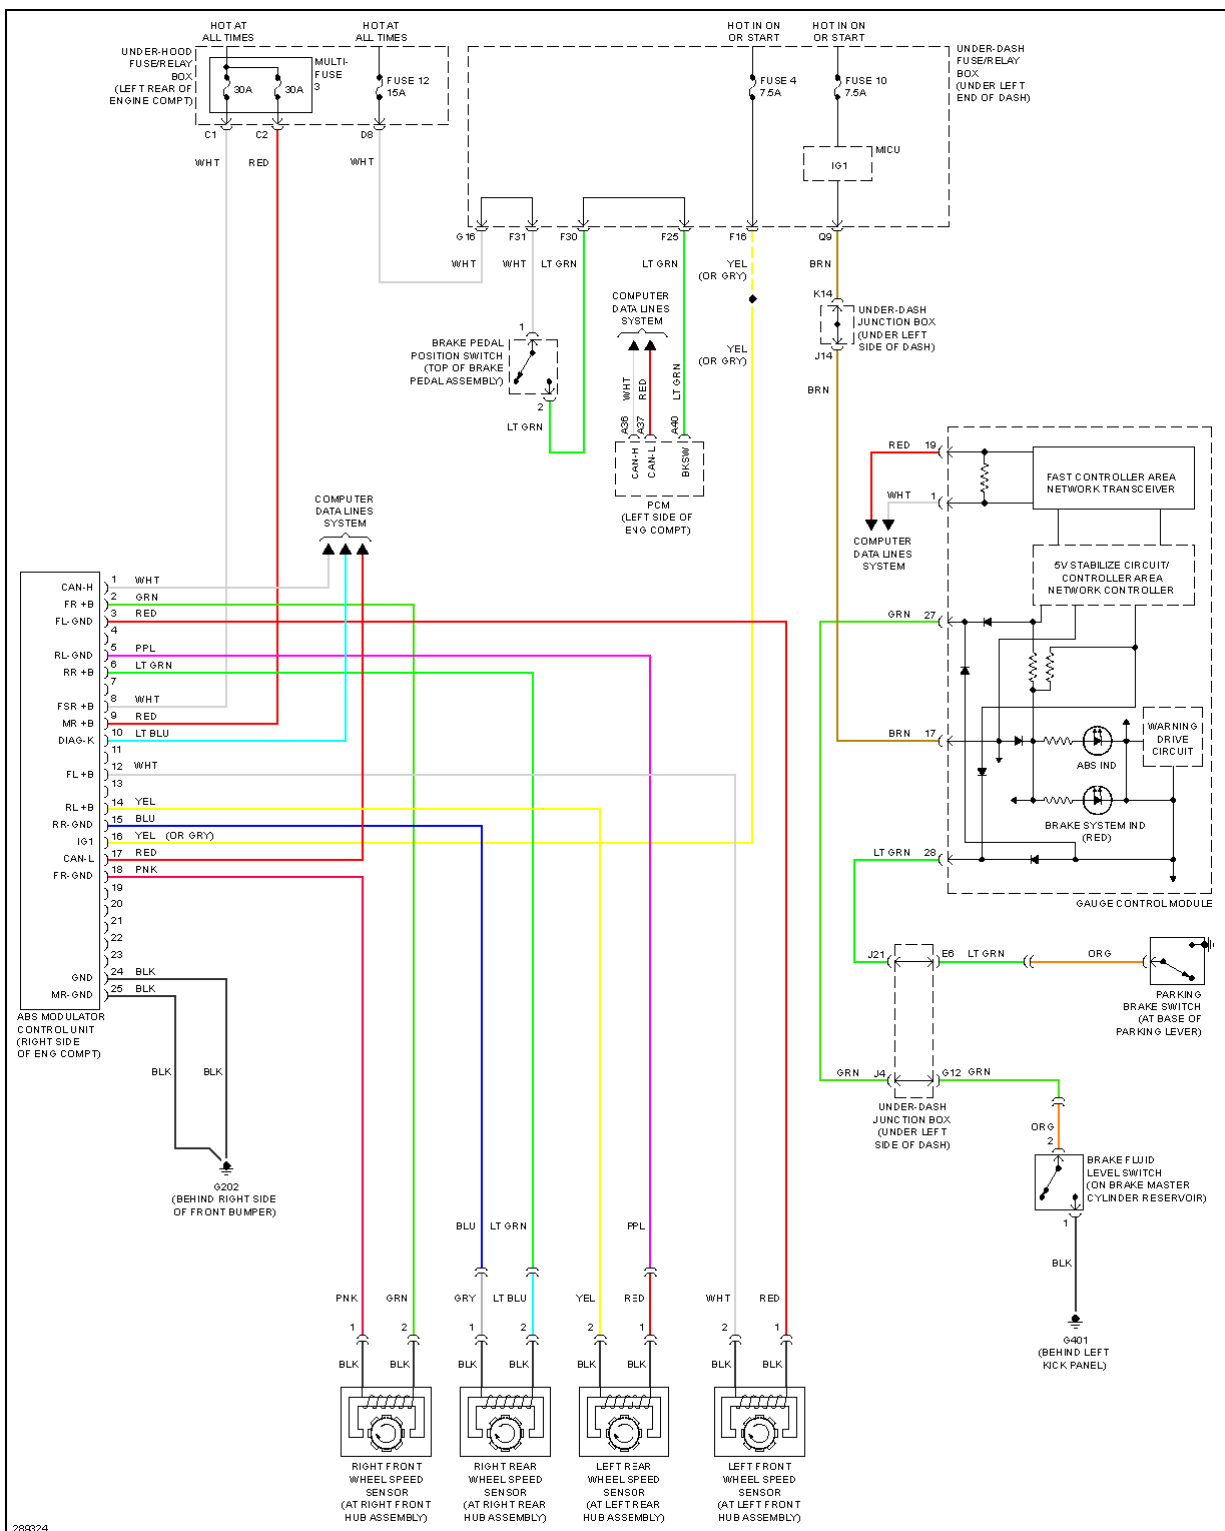 HOT AT
ALL TIMES
HOT AT
ALL TIMES
HOT IN ON
OR START
HOT IN ON
OR START
UNDER-HOOD
FUSE/RELAY
BOX
(LEFT REAR OF
ENGINE COMPT)
MULTI-
FUSE
3
30A
30A
FUSE 12
15A
FUSE 4
7.5A
FUSE 10
7.5A
UNDER-DASH
FUSE/RELAY
BOX
(UNDER LEFT
END OF DASH)
MICU
IG1
C1
C2
D8
WHT
RED
WHT
G16
F31
F30
F25
F16
Q9
WHT
WHT
LT GRN
LT GRN
YEL
(OR GRY)
BRN
COMPUTER
DATA LINES
SYSTEM
K14
UNDER-DASH
JUNCTION BOX
(UNDER LEFT
SIDE OF DASH)
J14
1
BRAKE PEDAL
POSITION SWITCH
(TOP OF BRAKE
PEDAL ASSEMBLY)
2
LT GRN
YEL
(OR GRY)
BRN
WHT
RED
LT GRN
A36
A37
A40
CAN-H
CAN-L
BKSW
PCM
(LEFT SIDE OF
ENG COMPT)
RED 19
WHT 1
FAST CONTROLLER AREA
NETWORK TRANSCEIVER
COMPUTER
DATA LINES
SYSTEM
5V STABILIZE CIRCUIT/
CONTROLLER AREA
NETWORK CONTROLLER
GRN 27
BRN 17
ABS IND
WARNING
DRIVE
CIRCUIT
BRAKE SYSTEM IND
(RED)
LT GRN 28
GAUGE CONTROL MODULE
COMPUTER
DATA LINES
SYSTEM
CAN-H 1 WHT
FR +B 2 GRN
FL-GND 3 RED
4
RL-GND 5 PPL
RR +B 6 LT GRN
7
FSR +B 8 WHT
MR +B 9 RED
DIAG-K 10 LT BLU
11
FL +B 12 WHT
13
RL +B 14 YEL
RR-GND 15 BLU
IG1 16 YEL (OR GRY)
CAN-L 17 RED
FR-GND 18 PNK
19
20
21
22
23
GND 24 BLK
MR-GND 25 BLK
ABS MODULATOR
CONTROL UNIT
(RIGHT SIDE
OF ENG COMPT)
BLK
BLK
G202
(BEHIND RIGHT SIDE
OF FRONT BUMPER)
J21
E6 LT GRN
ORG
PARKING
BRAKE SWITCH
(AT BASE OF
PARKING LEVER)
GRN J4
G12 GRN
UNDER-DASH
JUNCTION BOX
(UNDER LEFT
SIDE OF DASH)
ORG
2
BRAKE FLUID
LEVEL SWITCH
(ON BRAKE MASTER
CYLINDER RESERVOIR)
1
BLK
G401
(BEHIND LEFT
KICK PANEL)
BLU
LT GRN
PPL
PNK
GRN
GRY
LT BLU
YEL
RED
WHT
RED
1
2
1
2
2
1
2
1
BLK
BLK
BLK
BLK
BLK
BLK
BLK
BLK
RIGHT FRONT
WHEEL SPEED
SENSOR
(AT RIGHT FRONT
HUB ASSEMBLY)
RIGHT REAR
WHEEL SPEED
SENSOR
(AT RIGHT REAR
HUB ASSEMBLY)
LEFT REAR
WHEEL SPEED
SENSOR
(AT LEFT REAR
HUB ASSEMBLY)
LEFT FRONT
WHEEL SPEED
SENSOR
(AT LEFT FRONT
HUB ASSEMBLY)
289324